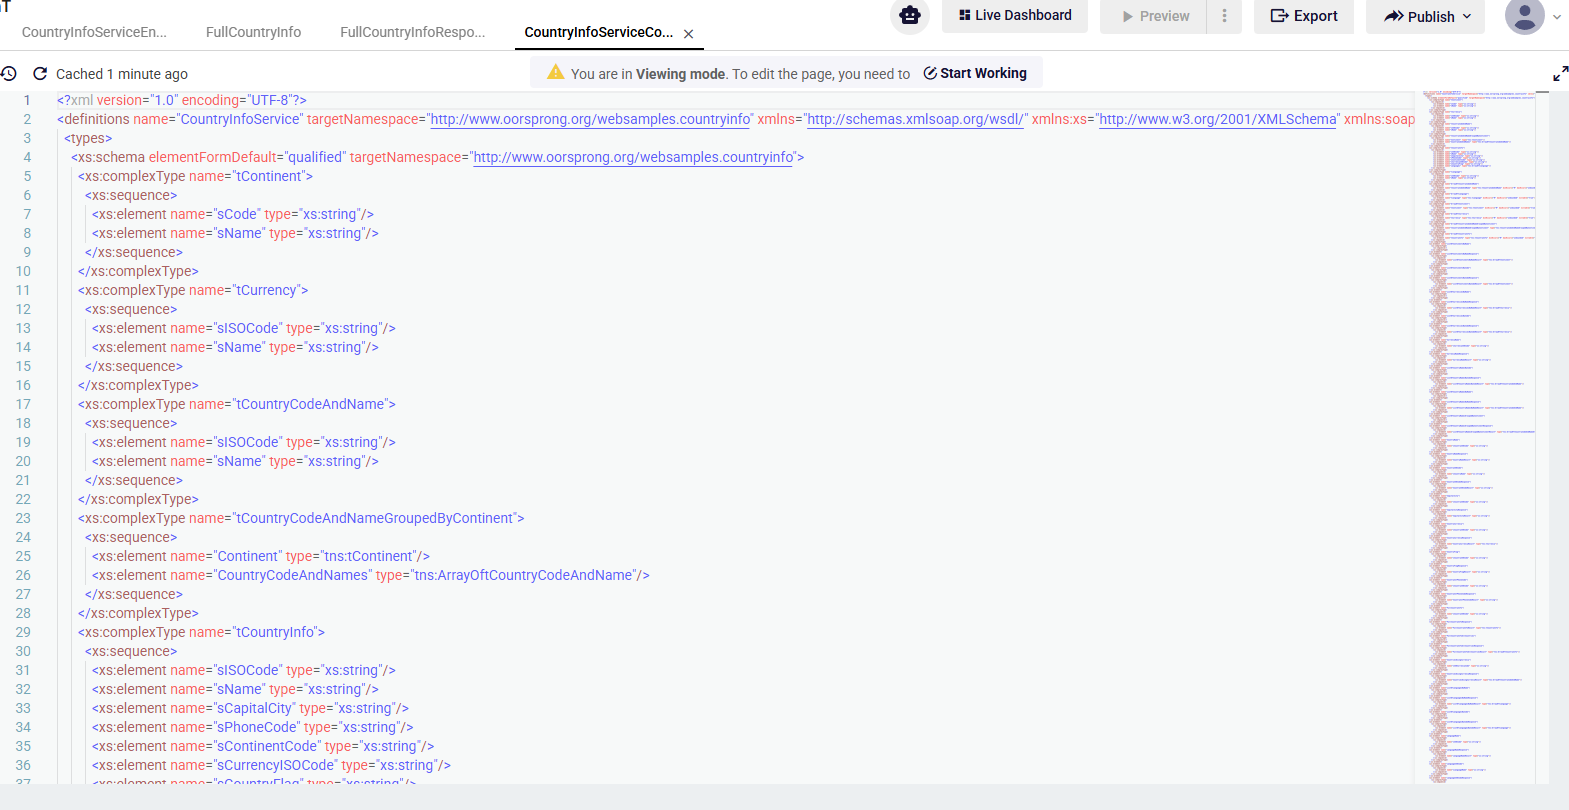 T
Live Dashboard
Preview
Export
Publish
CountryInfoServiceEn...
FullCountryInfo
FullCountryInfoRespo...
CountryInfoServiceCo...
Cached 1 minute ago
You are in Viewing mode. To edit the page, you need to Start Working
1 <?xml version="1.0" encoding="UTF-8"?>
2 <definitions name="CountryInfoService" targetNamespace="http://www.oorsprong.org/websamples.countryinfo" xmlns="http://schemas.xmlsoap.org/wsdl/" xmlns:xs="http://www.w3.org/2001/XMLSchema" xmlns:soap
3 <types>
4 <xs:schema elementFormDefault="qualified" targetNamespace="http://www.oorsprong.org/websamples.countryinfo">
5 <xs:complexType name="tContinent">
6 <xs:sequence>
7 <xs:element name="sCode" type="xs:string"/>
8 <xs:element name="sName" type="xs:string"/>
9 </xs:sequence>
10 </xs:complexType>
11 <xs:complexType name="tCurrency">
12 <xs:sequence>
13 <xs:element name="sISOCode" type="xs:string"/>
14 <xs:element name="sName" type="xs:string"/>
15 </xs:sequence>
16 </xs:complexType>
17 <xs:complexType name="tCountryCodeAndName">
18 <xs:sequence>
19 <xs:element name="sISOCode" type="xs:string"/>
20 <xs:element name="sName" type="xs:string"/>
21 </xs:sequence>
22 </xs:complexType>
23 <xs:complexType name="tCountryCodeAndNameGroupedByContinent">
24 <xs:sequence>
25 <xs:element name="Continent" type="tns:tContinent"/>
26 <xs:element name="CountryCodeAndNames" type="tns:ArrayOftCountryCodeAndName"/>
27 </xs:sequence>
28 </xs:complexType>
29 <xs:complexType name="tCountryInfo">
30 <xs:sequence>
31 <xs:element name="sISOCode" type="xs:string"/>
32 <xs:element name="sName" type="xs:string"/>
33 <xs:element name="sCapitalCity" type="xs:string"/>
34 <xs:element name="sPhoneCode" type="xs:string"/>
35 <xs:element name="sContinentCode" type="xs:string"/>
36 <xs:element name="sCurrencyISOCode" type="xs:string"/>
37 <xs:element name="sCountryFlag" type="xs:string"/>